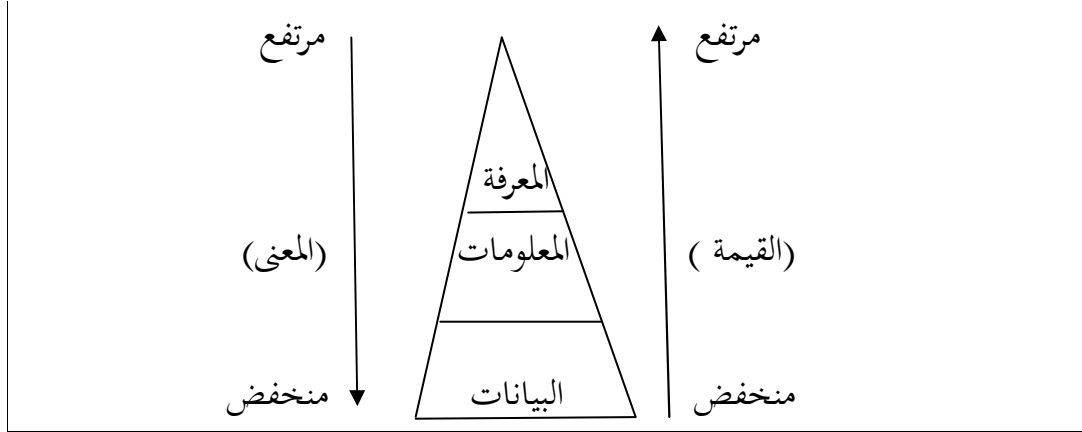 مرتفع مرتفع
المعرفة
(القيمة ) المعلومات (المعنى)
منخفض البيانات منخفض